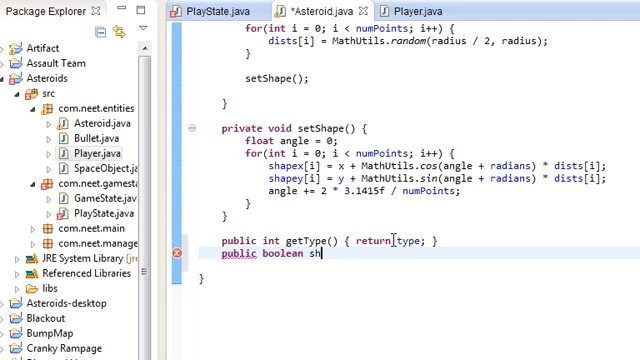 Package Explorer
Artifact
Assault Team
Asteroids
src
com.neet.entities
Asteroid.java
Bullet.java
Player.java
SpaceObject.j
com.neet.gamesta
GameState.java
PlayState.java
com.neet.main
com.neet.manage
JRE System Library
Referenced Libraries
libs
Asteroids-desktop
Blackout
BumpMap
Cranky Rampage
PlayState.java
*Asteroid.java
Player.java
for(int i = 0; i < numPoints; i++) {
dists[i] = MathUtils.random(radius / 2, radius);
}
setShape();
}
private void setShape() {
float angle = 0;
for(int i = 0; i < numPoints; i++) {
shapex[i] = x + MathUtils.cos(angle + radians) * dists[i];
shapey[i] = y + MathUtils.sin(angle + radians) * dists[i];
angle += 2 * 3.1415f / numPoints;
}
}
public int getType() { return type; }
public boolean sh
}